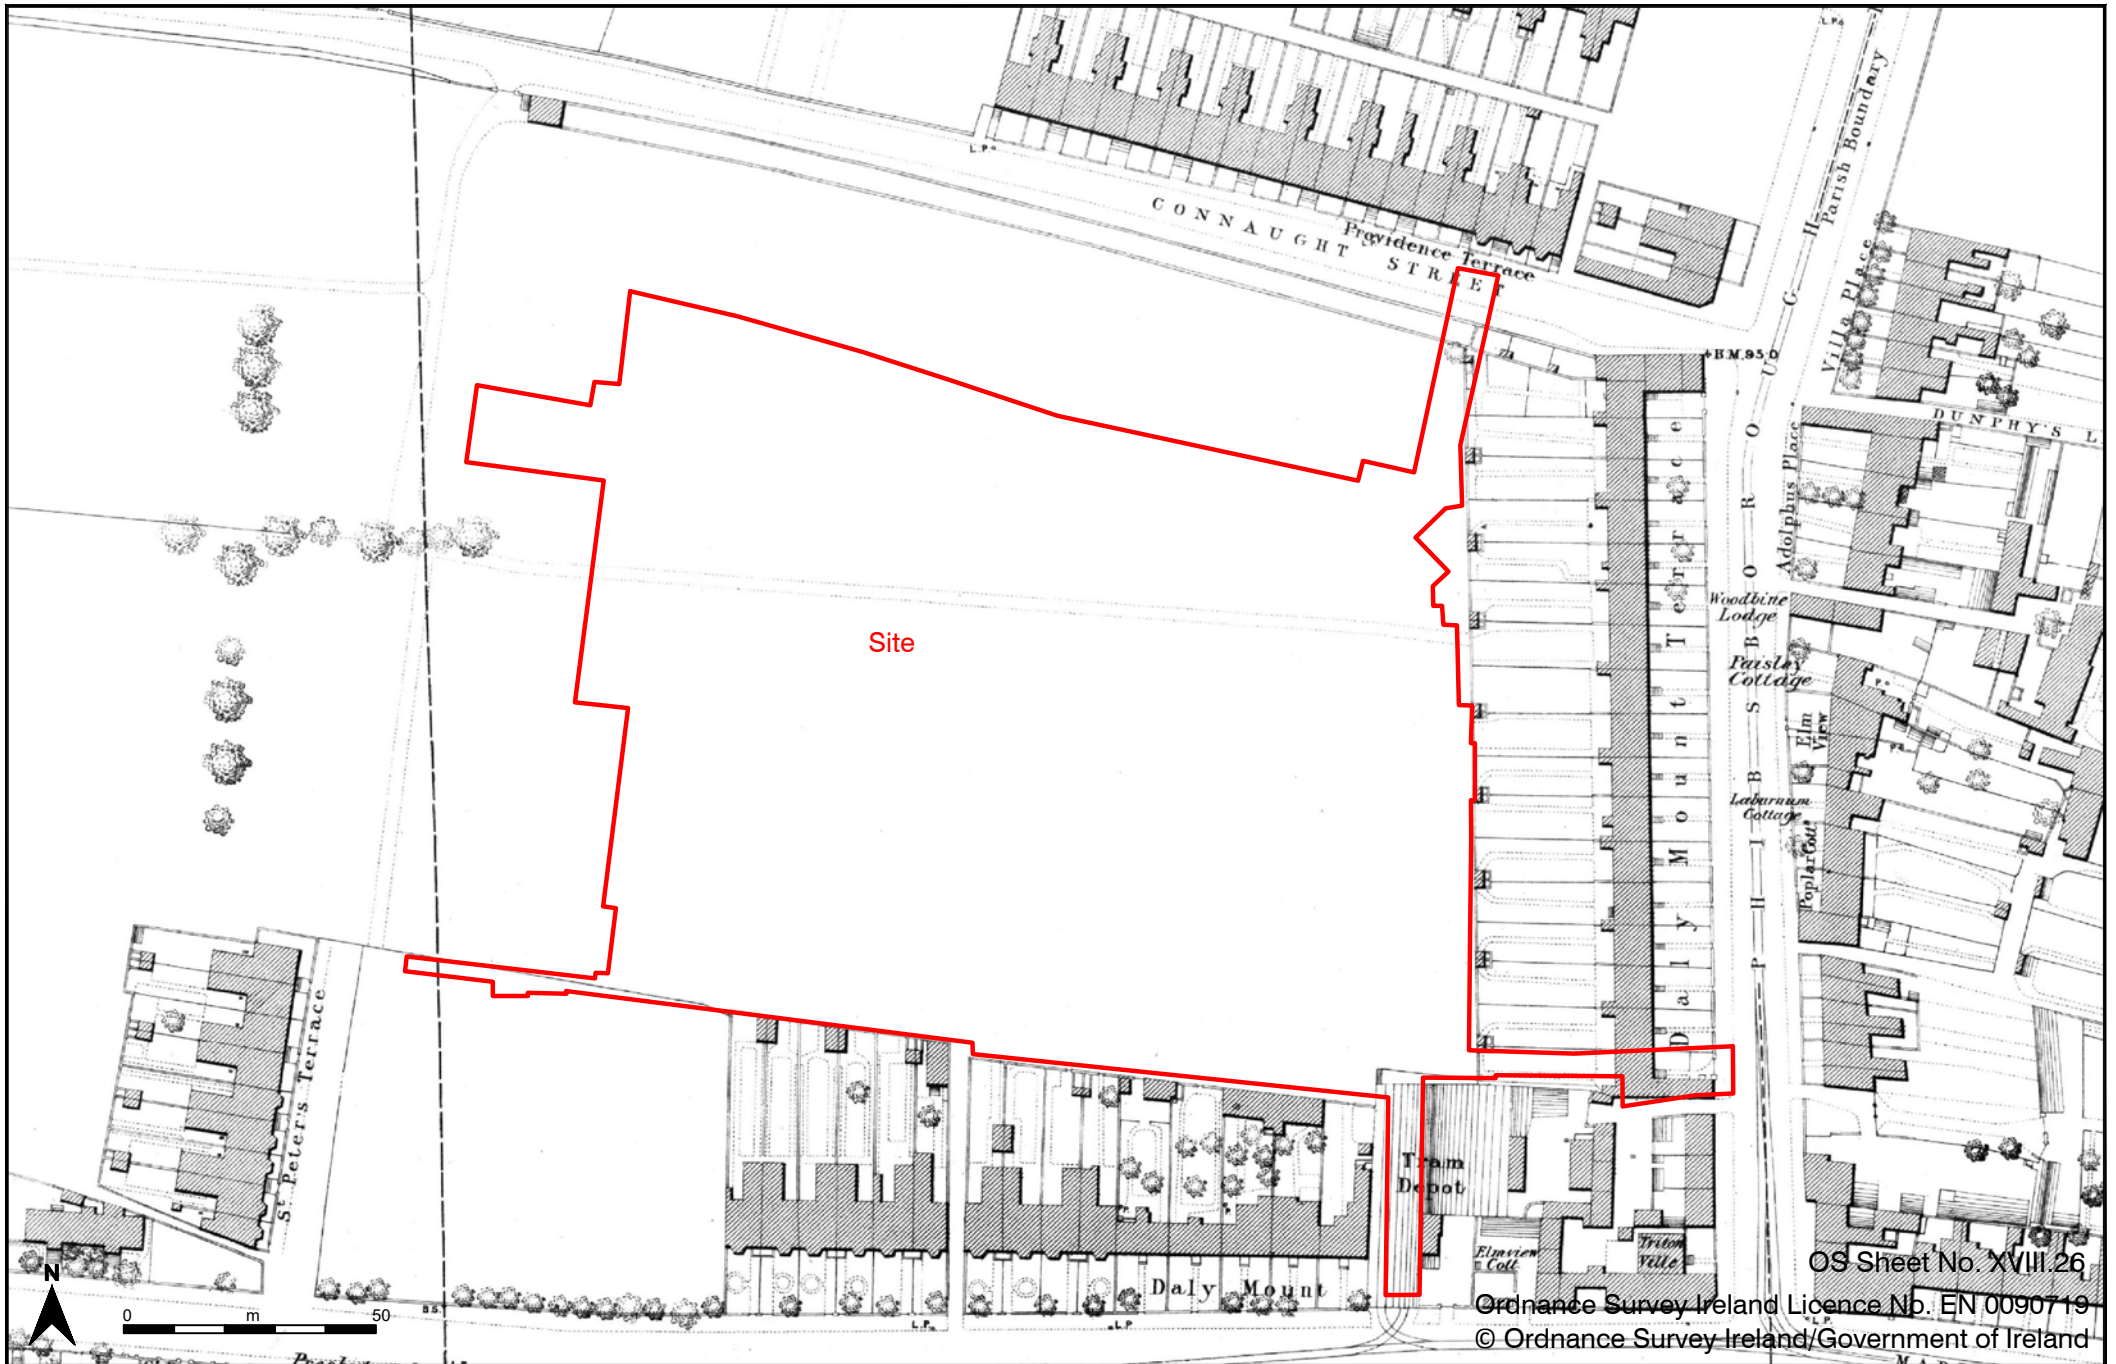 L.P.
Parish Boundary
L.P.
CONNAUGHT STREET
Providence Terrace
Villa Place
B.M. 95.0
DUNPHY'S L
PHIBSBOROUGH
Adolphus Place
Dalymount Terrace
Woodbine
Lodge
Site
Paisley
Cottage
Elm
View
Laburnum
Cottage
Poplar Cott.
St. Peter's Terrace
Tram
Depot
Elmview
Cott.
Triton
Ville
Daly Mount
N
0 m 50
B.S.
L.P.
L.P.
L.P.
OS Sheet No. XVIII.26
Ordnance Survey Ireland Licence No. EN 0090719
© Ordnance Survey Ireland/Government of Ireland